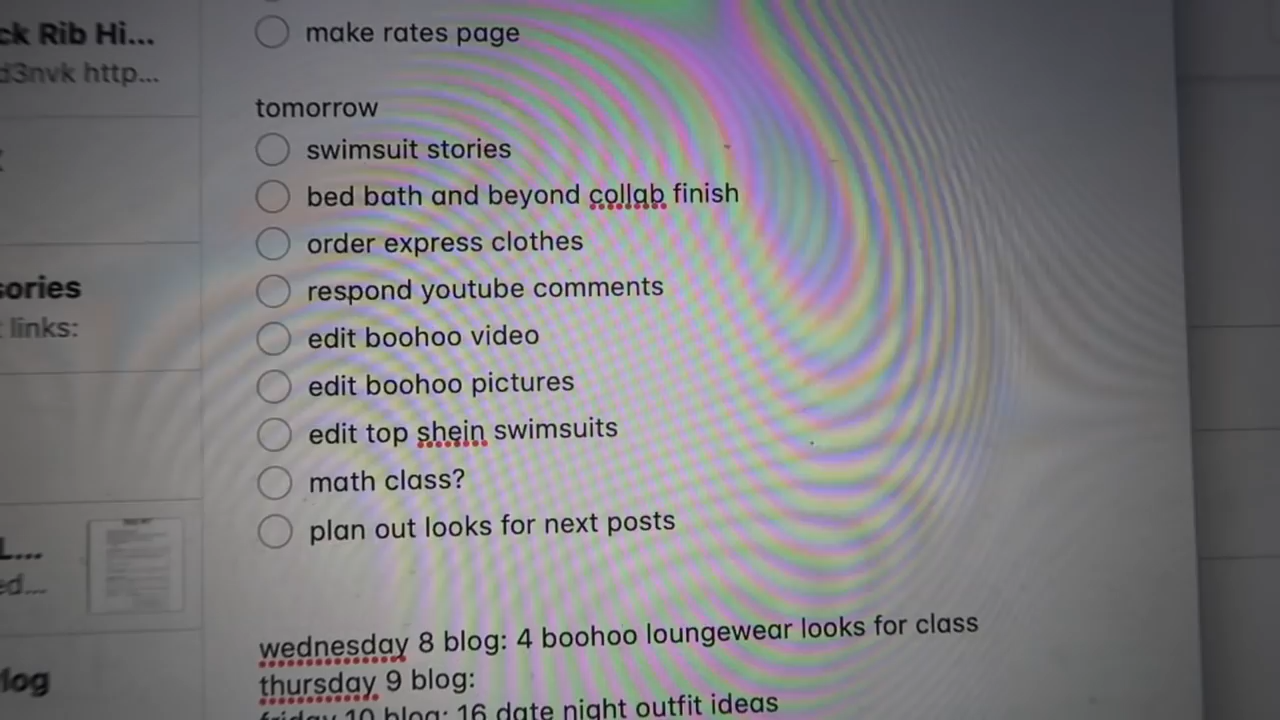 ck Rib Hi...
d3nvk http...
sories
links:
L...
ed...
log
make rates page
tomorrow
swimsuit stories
bed bath and beyond collab finish
order express clothes
respond youtube comments
edit boohoo video
edit boohoo pictures
edit top shein swimsuits
math class?
plan out looks for next posts
wednesday 8 blog: 4 boohoo loungewear looks for class
thursday 9 blog:
friday 10 blog: 16 date night outfit ideas